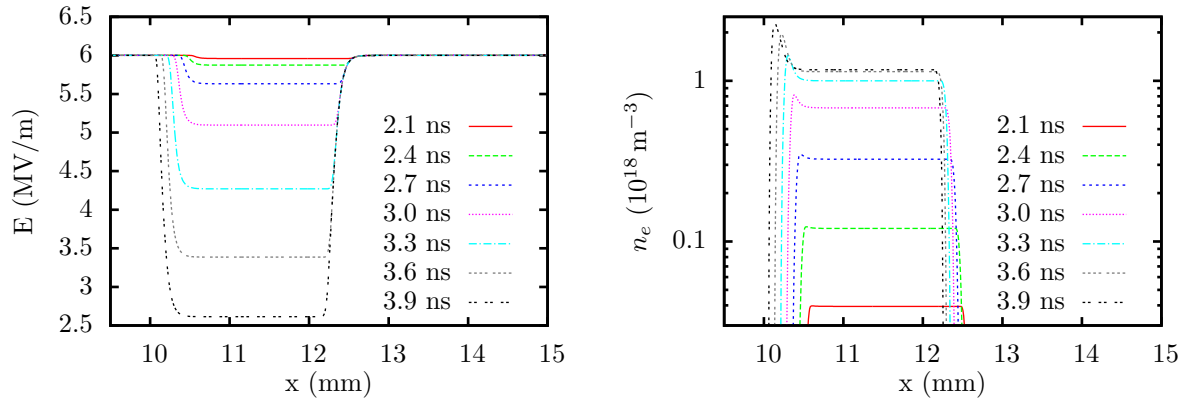 6.5
6
5.5
5
4.5
4
3.5
3
2.5
E (MV/m)
10 11 12 13 14 15
x (mm)
2.1 ns
2.4 ns
2.7 ns
3.0 ns
3.3 ns
3.6 ns
3.9 ns
1
0.1
n_e (10^18 m^−3)
10 11 12 13 14 15
x (mm)
2.1 ns
2.4 ns
2.7 ns
3.0 ns
3.3 ns
3.6 ns
3.9 ns